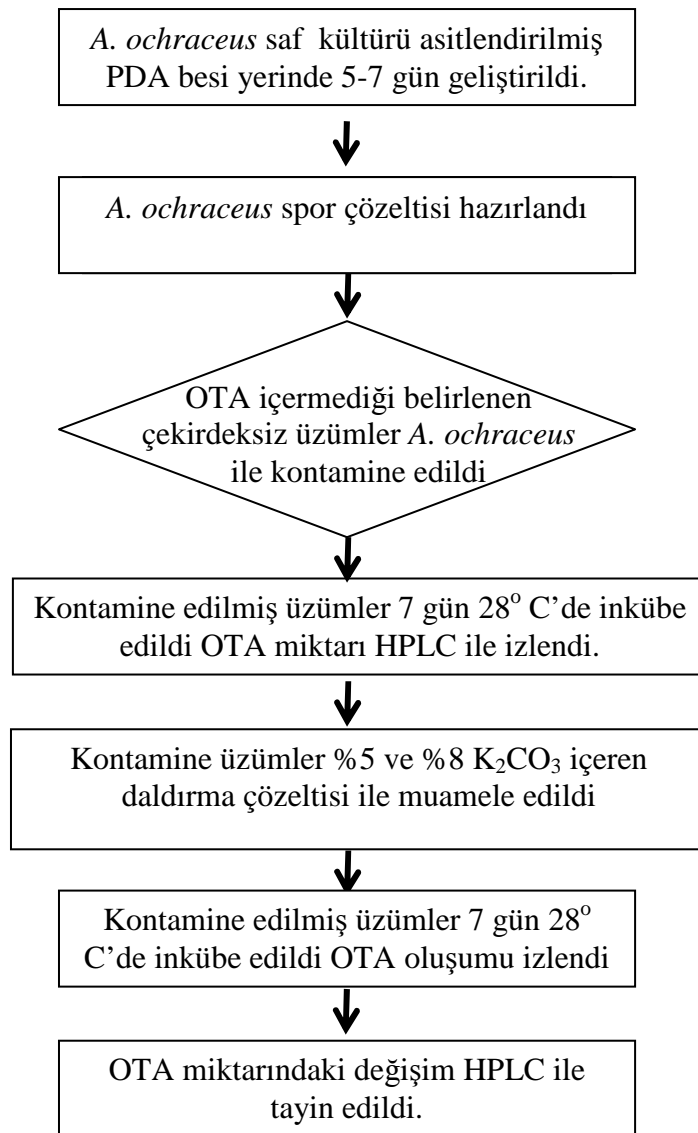 A. ochraceus saf kültürü asitlendirilmiş
PDA besi yerinde 5-7 gün geliştirildi.
A. ochraceus spor çözeltisi hazırlandı
OTA içermediği belirlenen
çekirdeksiz üzümler A. ochraceus
ile kontamine edildi
Kontamine edilmiş üzümler 7 gün 28° C’de inkübe
edildi OTA miktarı HPLC ile izlendi.
Kontamine üzümler %5 ve %8 K₂CO₃ içeren
daldırma çözeltisi ile muamele edildi
Kontamine edilmiş üzümler 7 gün 28°
C’de inkübe edildi OTA oluşumu izlendi
OTA miktarındaki değişim HPLC ile
tayin edildi.